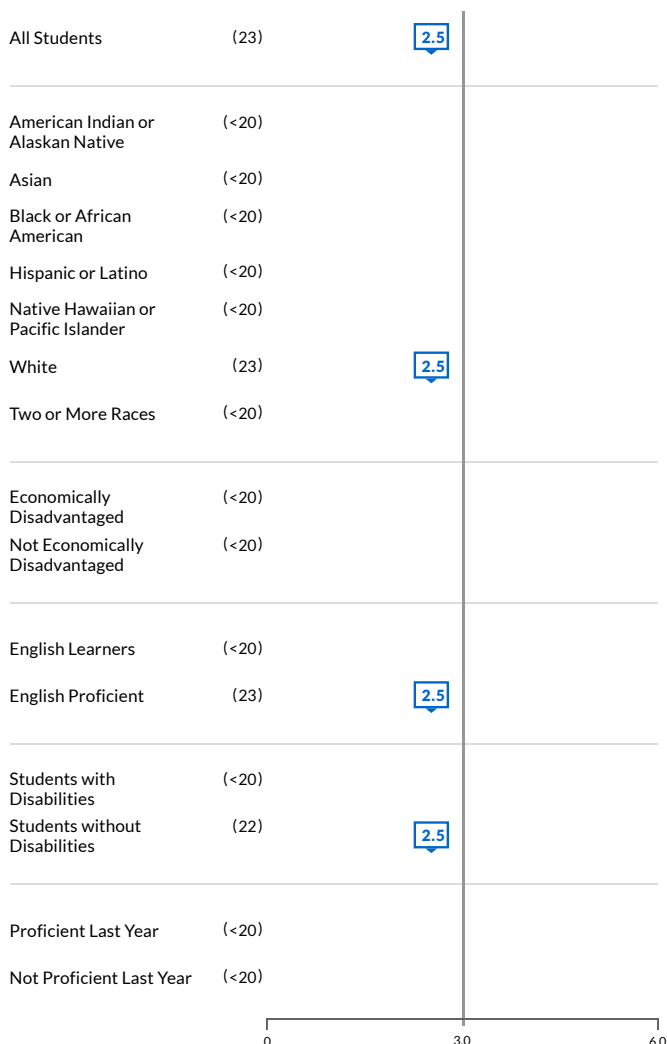 All Students (23) 2.5
American Indian or (<20)
Alaskan Native
Asian (<20)
Black or African (<20)
American
Hispanic or Latino (<20)
Native Hawaiian or (<20)
Pacific Islander
White (23) 2.5
Two or More Races (<20)
Economically (<20)
Disadvantaged
Not Economically (<20)
Disadvantaged
English Learners (<20)
English Proficient (23) 2.5
Students with (<20)
Disabilities
Students without (22) 2.5
Disabilities
Proficient Last Year (<20)
Not Proficient Last Year (<20)
0 3.0 6.0